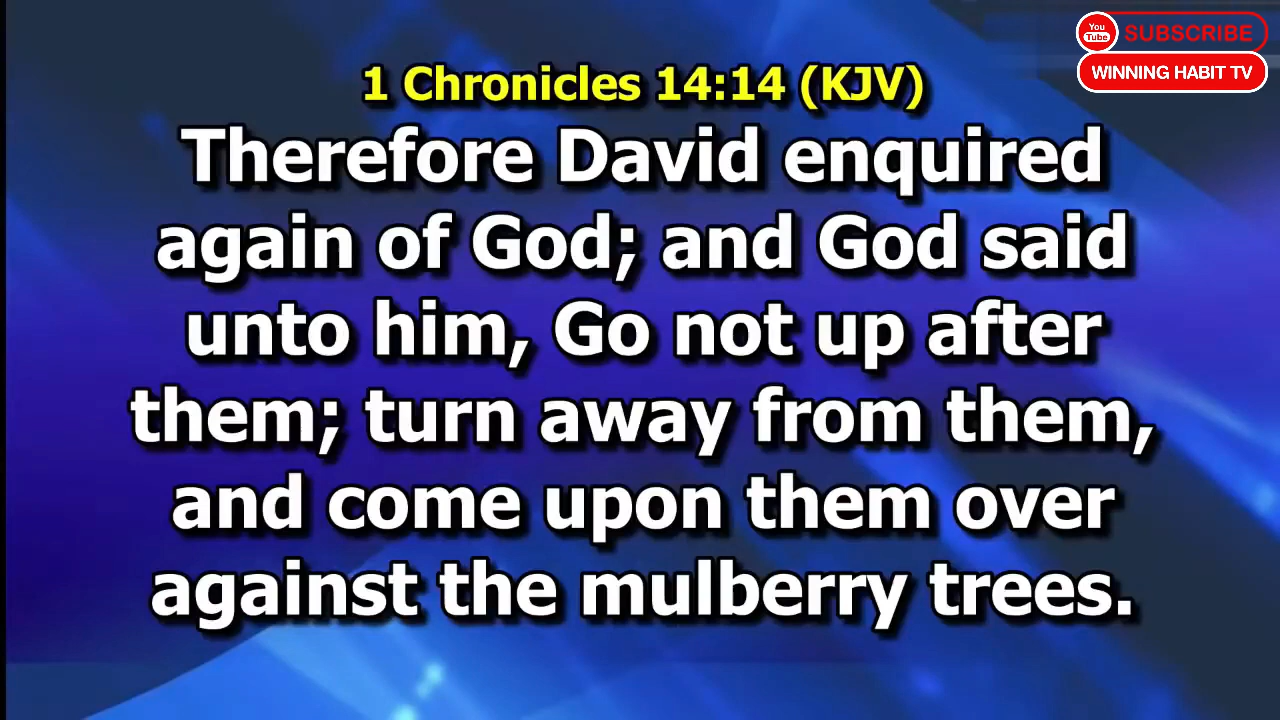 You
Tube
SUBSCRIBE
WINNING HABIT TV
1 Chronicles 14:14 (KJV)
Therefore David enquired
again of God; and God said
unto him, Go not up after
them; turn away from them,
and come upon them over
against the mulberry trees.